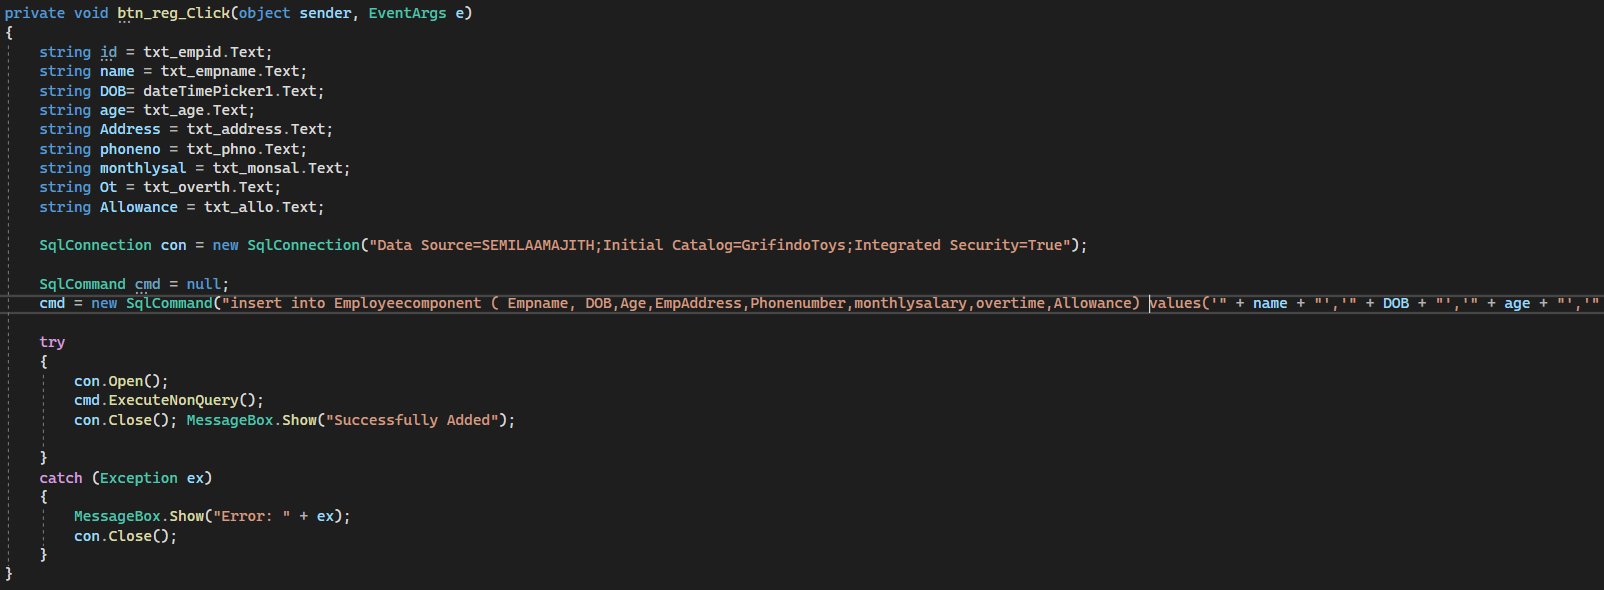 private void btn_reg_Click(object sender, EventArgs e)
{
string id = txt_empid.Text;
string name = txt_empname.Text;
string DOB= dateTimePicker1.Text;
string age= txt_age.Text;
string Address = txt_address.Text;
string phoneno = txt_phno.Text;
string monthlysal = txt_monsal.Text;
string Ot = txt_overth.Text;
string Allowance = txt_allo.Text;
SqlConnection con = new SqlConnection("Data Source=SEMILAAMAJITH;Initial Catalog=GrifindoToys;Integrated Security=True");
SqlCommand cmd = null;
cmd = new SqlCommand("insert into Employeecomponent ( Empname, DOB,Age,EmpAddress,Phonenumber,monthlysalary,overtime,Allowance) values('" + name + "','" + DOB + "','" + age + "','"
try
{
con.Open();
cmd.ExecuteNonQuery();
con.Close(); MessageBox.Show("Successfully Added");
}
catch (Exception ex)
{
MessageBox.Show("Error: " + ex);
con.Close();
}
}